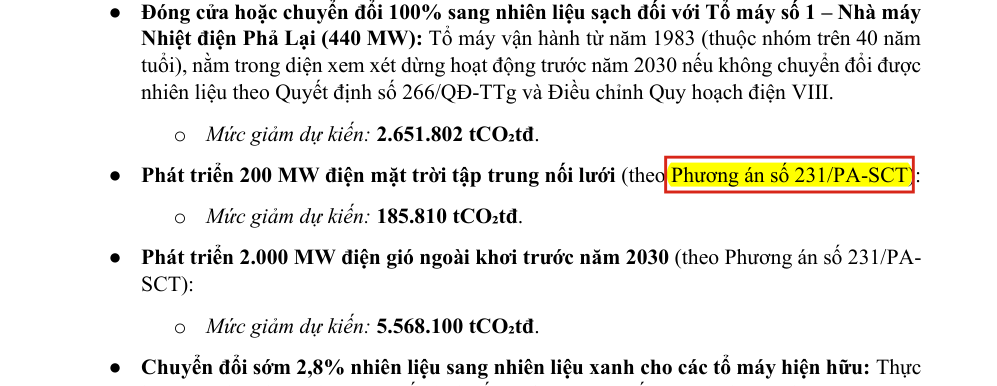 ● Đóng cửa hoặc chuyển đổi 100% sang nhiên liệu sạch đối với Tổ máy số 1 – Nhà máy
Nhiệt điện Phả Lại (440 MW): Tổ máy vận hành từ năm 1983 (thuộc nhóm trên 40 năm
tuổi), nằm trong diện xem xét dừng hoạt động trước năm 2030 nếu không chuyển đổi được
nhiên liệu theo Quyết định số 266/QĐ-TTg và Điều chỉnh Quy hoạch điện VIII.
o Mức giảm dự kiến: 2.651.802 tCO₂tđ.
● Phát triển 200 MW điện mặt trời tập trung nối lưới (theo Phương án số 231/PA-SCT):
o Mức giảm dự kiến: 185.810 tCO₂tđ.
● Phát triển 2.000 MW điện gió ngoài khơi trước năm 2030 (theo Phương án số 231/PA-
SCT):
o Mức giảm dự kiến: 5.568.100 tCO₂tđ.
● Chuyển đổi sớm 2,8% nhiên liệu sang nhiên liệu xanh cho các tổ máy hiện hữu: Thực